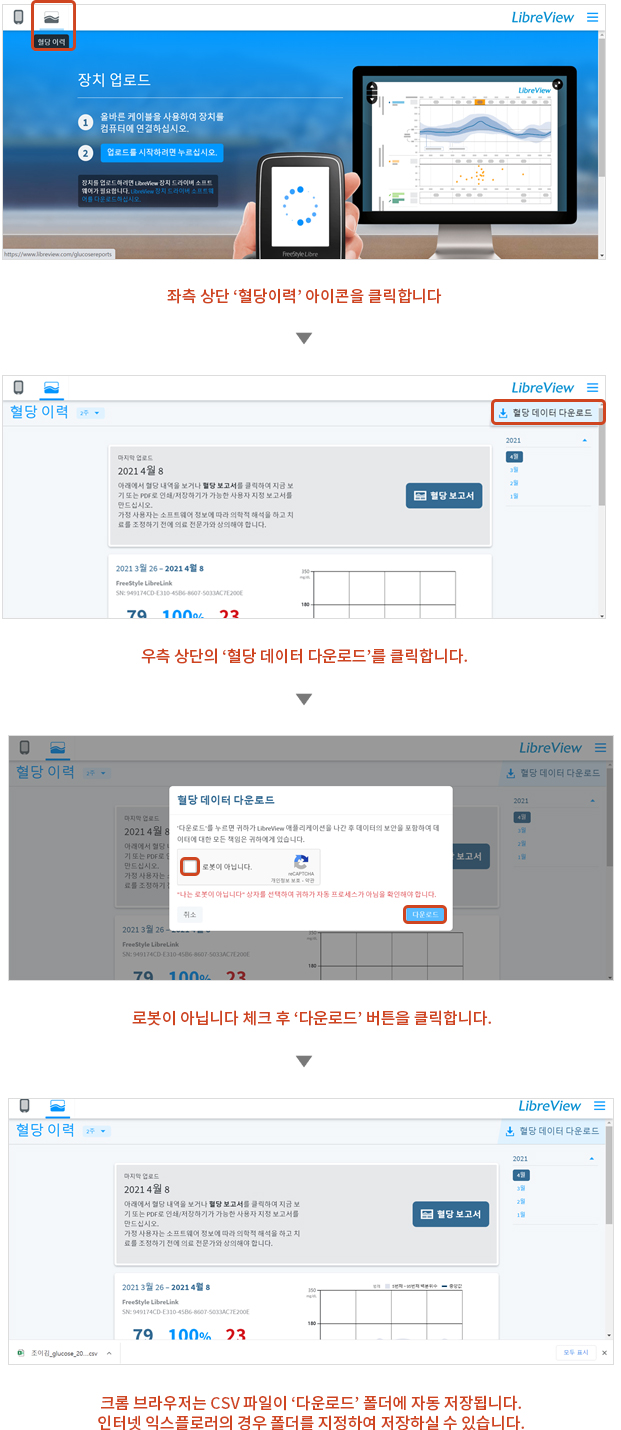 LibreView
혈당 이력
장치 업로드
1 올바른 케이블을 사용하여 장치를
컴퓨터에 연결하십시오.
2 업로드를 시작하려면 누르십시오.
장치를 업로드하려면 LibreView 장치 드라이버 소프트
웨어가 필요합니다. LibreView 장치 드라이버 소프트웨
어를 다운로드하십시오.
LibreView
FreeStyle Libre
https://www.libreview.com/glucosereports
좌측 상단 ‘혈당이력’ 아이콘을 클릭합니다
LibreView
혈당 이력 2주
혈당 데이터 다운로드
2021
4월
3월
2월
1월
마지막 업로드
2021 4월 8
아래에서 혈당 내역을 보거나 혈당 보고서를 클릭하여 지금 보
기 또는 PDF로 인쇄/저장하기가 가능한 사용자 지정 보고서를
만드십시오.
가정 사용자는 소프트웨어 정보에 따라 의학적 해석을 하고 치
료를 조정하기 전에 의료 전문가와 상의해야 합니다.
혈당 보고서
2021 3월 26 – 2021 4월 8
FreeStyle LibreLink
SN: 949174CD-E310-45B6-8607-5033AC7E200E
79 100% 23
350
mg/dL
180
우측 상단의 ‘혈당 데이터 다운로드’를 클릭합니다.
LibreView
혈당 이력 2주
혈당 데이터 다운로드
2021
4월
3월
2월
1월
마지막 업로드
2021 4월 8
보고서
혈당 데이터 다운로드
'다운로드'를 누르면 귀하가 LibreView 애플리케이션을 나간 후 데이터의 보안을 포함하여 데
이터에 대한 모든 책임은 귀하에게 있습니다.
로봇이 아닙니다.
reCAPTCHA
개인정보 보호 - 약관
"나는 로봇이 아닙니다" 상자를 선택하여 귀하가 자동 프로세스가 아님을 확인해야 합니다.
취소
다운로드
2021 3월 26
FreeStyle LibreLink
SN: 949174CD-E310-45B6-8607-5033AC7E200E
79 100% 23
180
로봇이 아닙니다 체크 후 ‘다운로드’ 버튼을 클릭합니다.
LibreView
혈당 이력 2주
혈당 데이터 다운로드
2021
4월
3월
2월
1월
마지막 업로드
2021 4월 8
아래에서 혈당 내역을 보거나 혈당 보고서를 클릭하여 지금 보
기 또는 PDF로 인쇄/저장하기가 가능한 사용자 지정 보고서를
만드십시오.
가정 사용자는 소프트웨어 정보에 따라 의학적 해석을 하고 치
료를 조정하기 전에 의료 전문가와 상의해야 합니다.
혈당 보고서
2021 3월 26 – 2021 4월 8
FreeStyle LibreLink
SN: 949174CD-E310-45B6-8607-5033AC7E200E
79 100% 23
350
mg/dL
180
조이김_glucose_20....csv
모두 표시
크롬 브라우저는 CSV 파일이 ‘다운로드’ 폴더에 자동 저장됩니다.
인터넷 익스플로러의 경우 폴더를 지정하여 저장하실 수 있습니다.